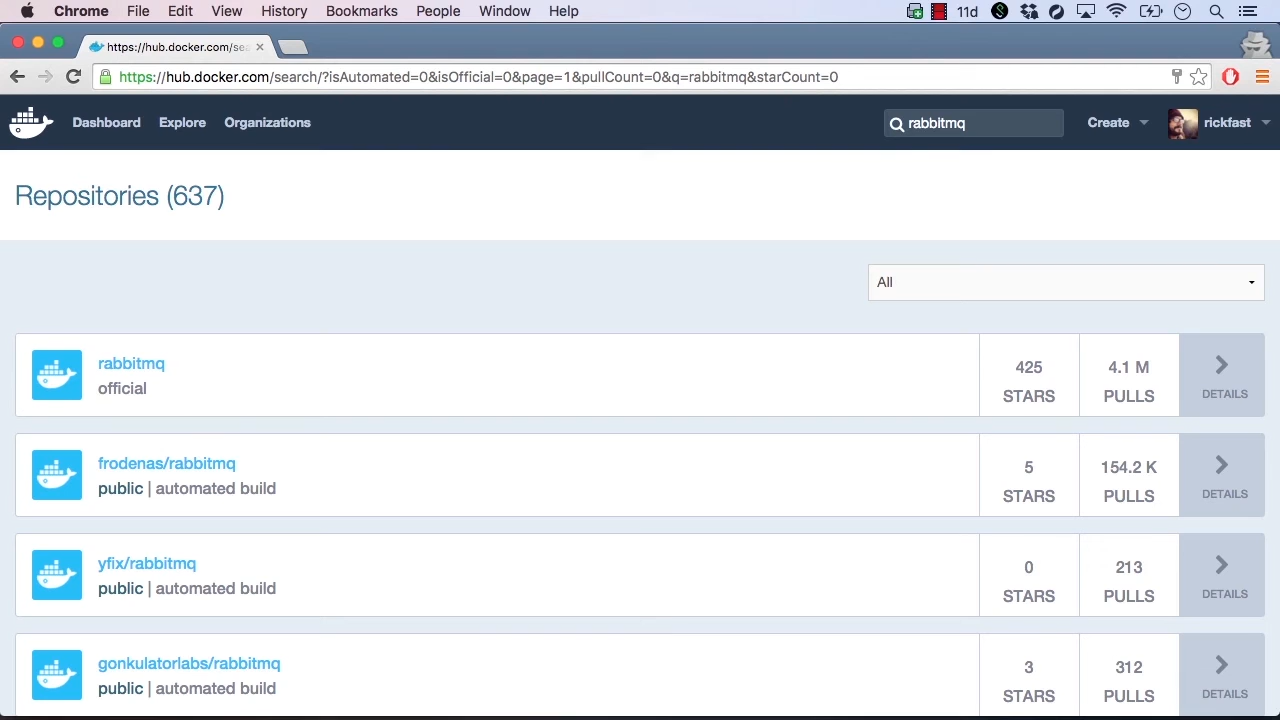 Chrome File Edit View History Bookmarks People Window Help 11d
https://hub.docker.com/sea
https://hub.docker.com/search/?isAutomated=0&isOfficial=0&page=1&pullCount=0&q=rabbitmq&starCount=0
Dashboard Explore Organizations rabbitmq Create rickfast
Repositories (637)
All
rabbitmq
official
425
STARS
4.1 M
PULLS
DETAILS
frodenas/rabbitmq
public | automated build
5
STARS
154.2 K
PULLS
DETAILS
yfix/rabbitmq
public | automated build
0
STARS
213
PULLS
DETAILS
gonkulatorlabs/rabbitmq
public | automated build
3
STARS
312
PULLS
DETAILS